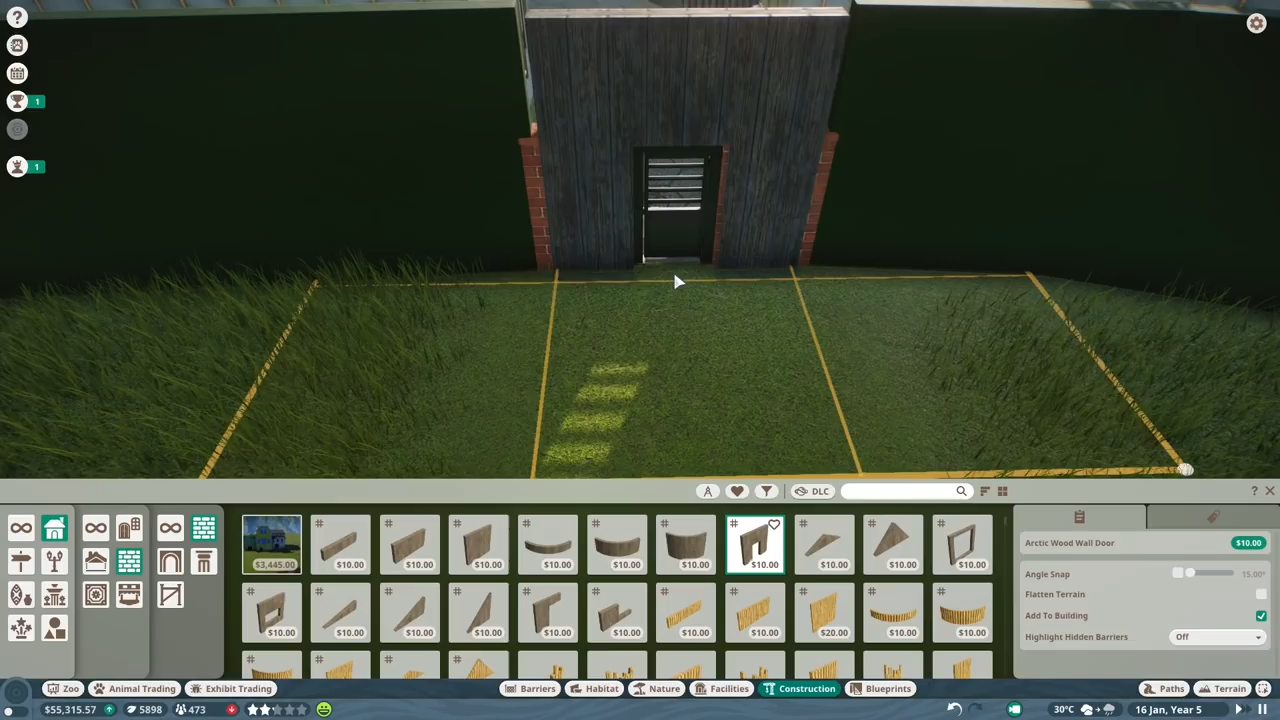 ?
1
1
DLC
? ×
$3,445.00 $10.00 $10.00 $10.00 $10.00 $10.00 $10.00 $10.00 $10.00 $10.00 $10.00
$10.00 $10.00 $10.00 $10.00 $10.00 $10.00 $10.00 $10.00 $20.00 $10.00 $10.00
Arctic Wood Wall Door $10.00
Angle Snap 15.00°
Flatten Terrain
Add To Building
Highlight Hidden Barriers Off
Zoo Animal Trading Exhibit Trading Barriers Habitat Nature Facilities Construction Blueprints Paths Terrain
$55,315.57 5898 473 30°C 16 Jan, Year 5